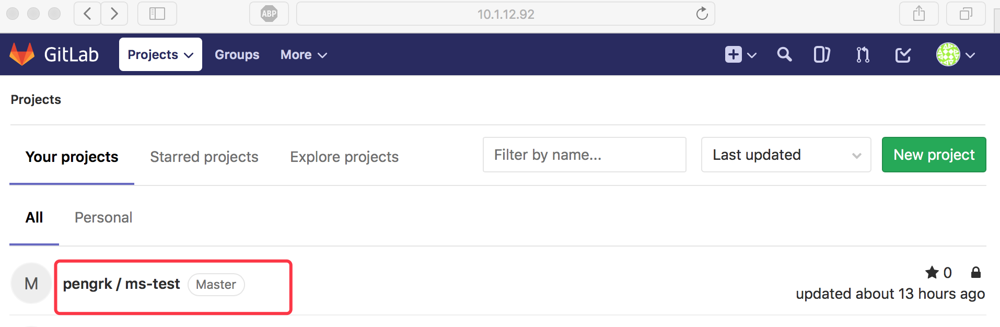 ABP 10.1.12.92
GitLab Projects Groups More
Projects
Your projects Starred projects Explore projects Filter by name... Last updated New project
All Personal
M pengrk / ms-test Master 0
updated about 13 hours ago